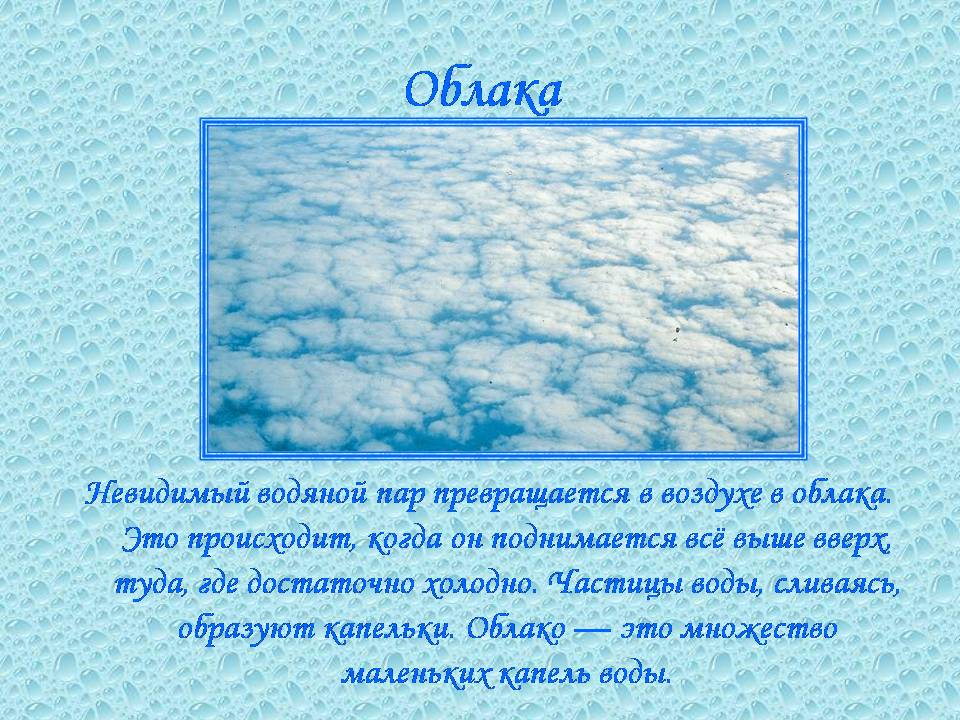 Облака
Невидимый водяной пар превращается в воздухе в облака.
Это происходит, когда он поднимается всё выше вверх,
туда, где достаточно холодно. Частицы воды, сливаясь,
образуют капельки. Облако — это множество
маленьких капель воды.